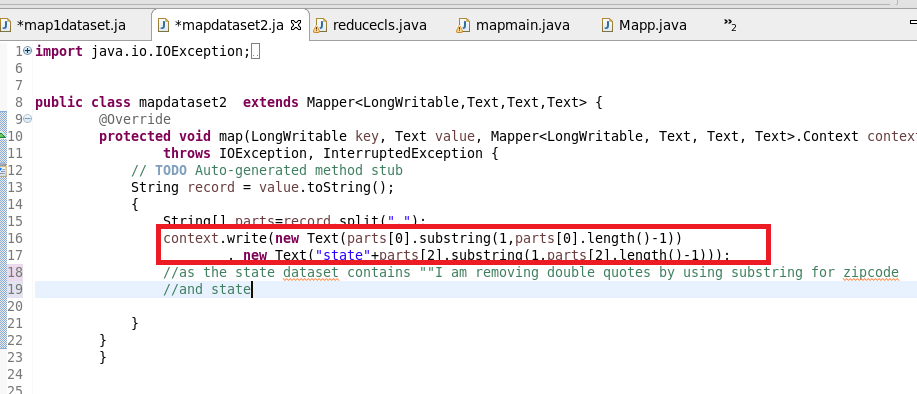 *map1dataset.ja *mapdataset2.ja reducecls.java mapmain.java Mapp.java »2
1 import java.io.IOException;
6
7
8 public class mapdataset2  extends Mapper<LongWritable,Text,Text,Text> {
9 @Override
10 protected void map(LongWritable key, Text value, Mapper<LongWritable, Text, Text, Text>.Context context
11 throws IOException, InterruptedException {
12 // TODO Auto-generated method stub
13 String record = value.toString();
14 {
15 String[] parts=record.split(",");
16 context.write(new Text(parts[0].substring(1,parts[0].length()-1))
17 , new Text("state"+parts[2].substring(1,parts[2].length()-1)));
18 //as the state dataset contains ""I am removing double quotes by using substring for zipcode
19 //and state
20
21 }
22 }
23 }
24
25